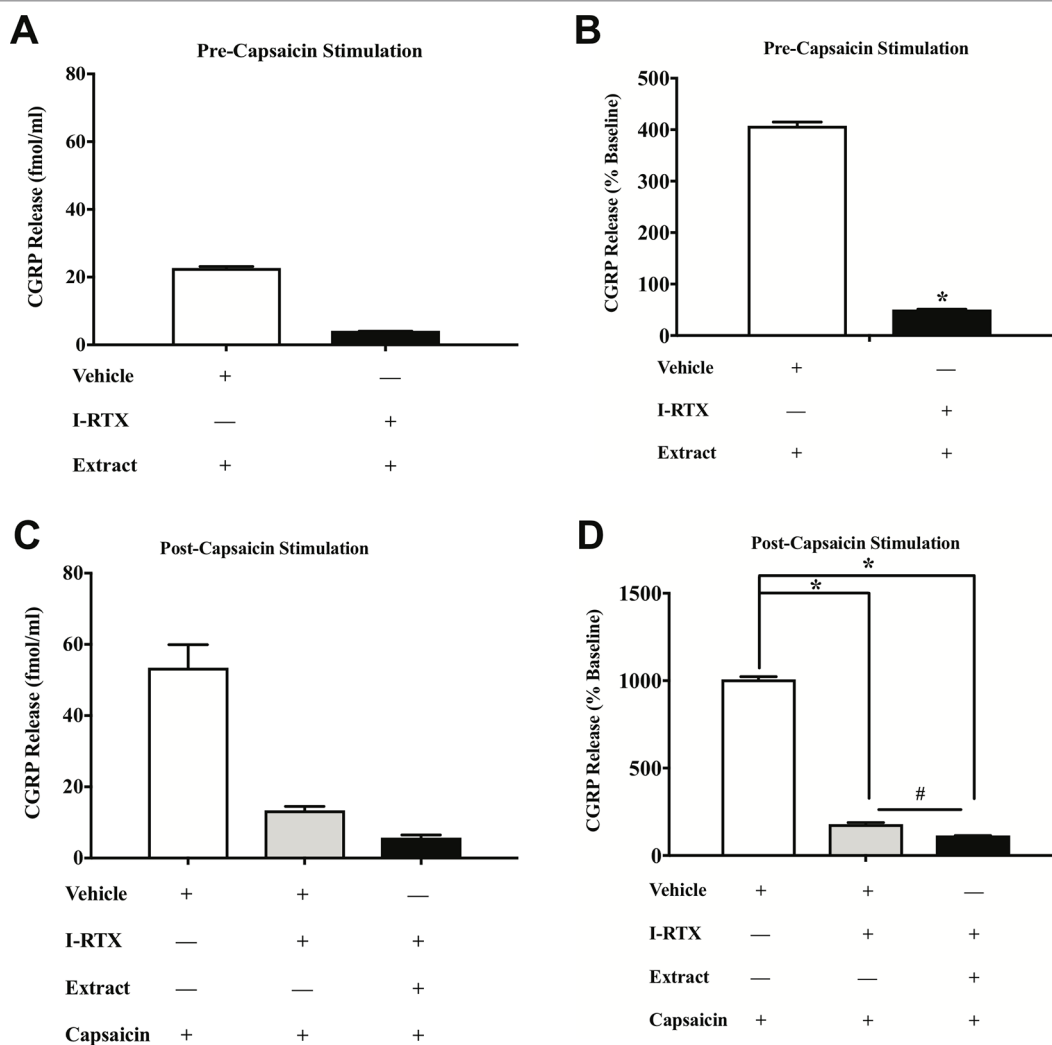 A
Pre-Capsaicin Stimulation
CGRP Release (fmol/ml)
80
60
40
20
0
Vehicle + —
I-RTX — +
Extract + +
B
Pre-Capsaicin Stimulation
CGRP Release (% Baseline)
500
400
300
200
100
0
*
Vehicle + —
I-RTX — +
Extract + +
C
Post-Capsaicin Stimulation
CGRP Release (fmol/ml)
80
60
40
20
0
Vehicle + + —
I-RTX — + +
Extract — — +
Capsaicin + + +
D
Post-Capsaicin Stimulation
CGRP Release (% Baseline)
1500
1000
500
0
*
*
#
Vehicle + + —
I-RTX — + +
Extract — — +
Capsaicin + + +